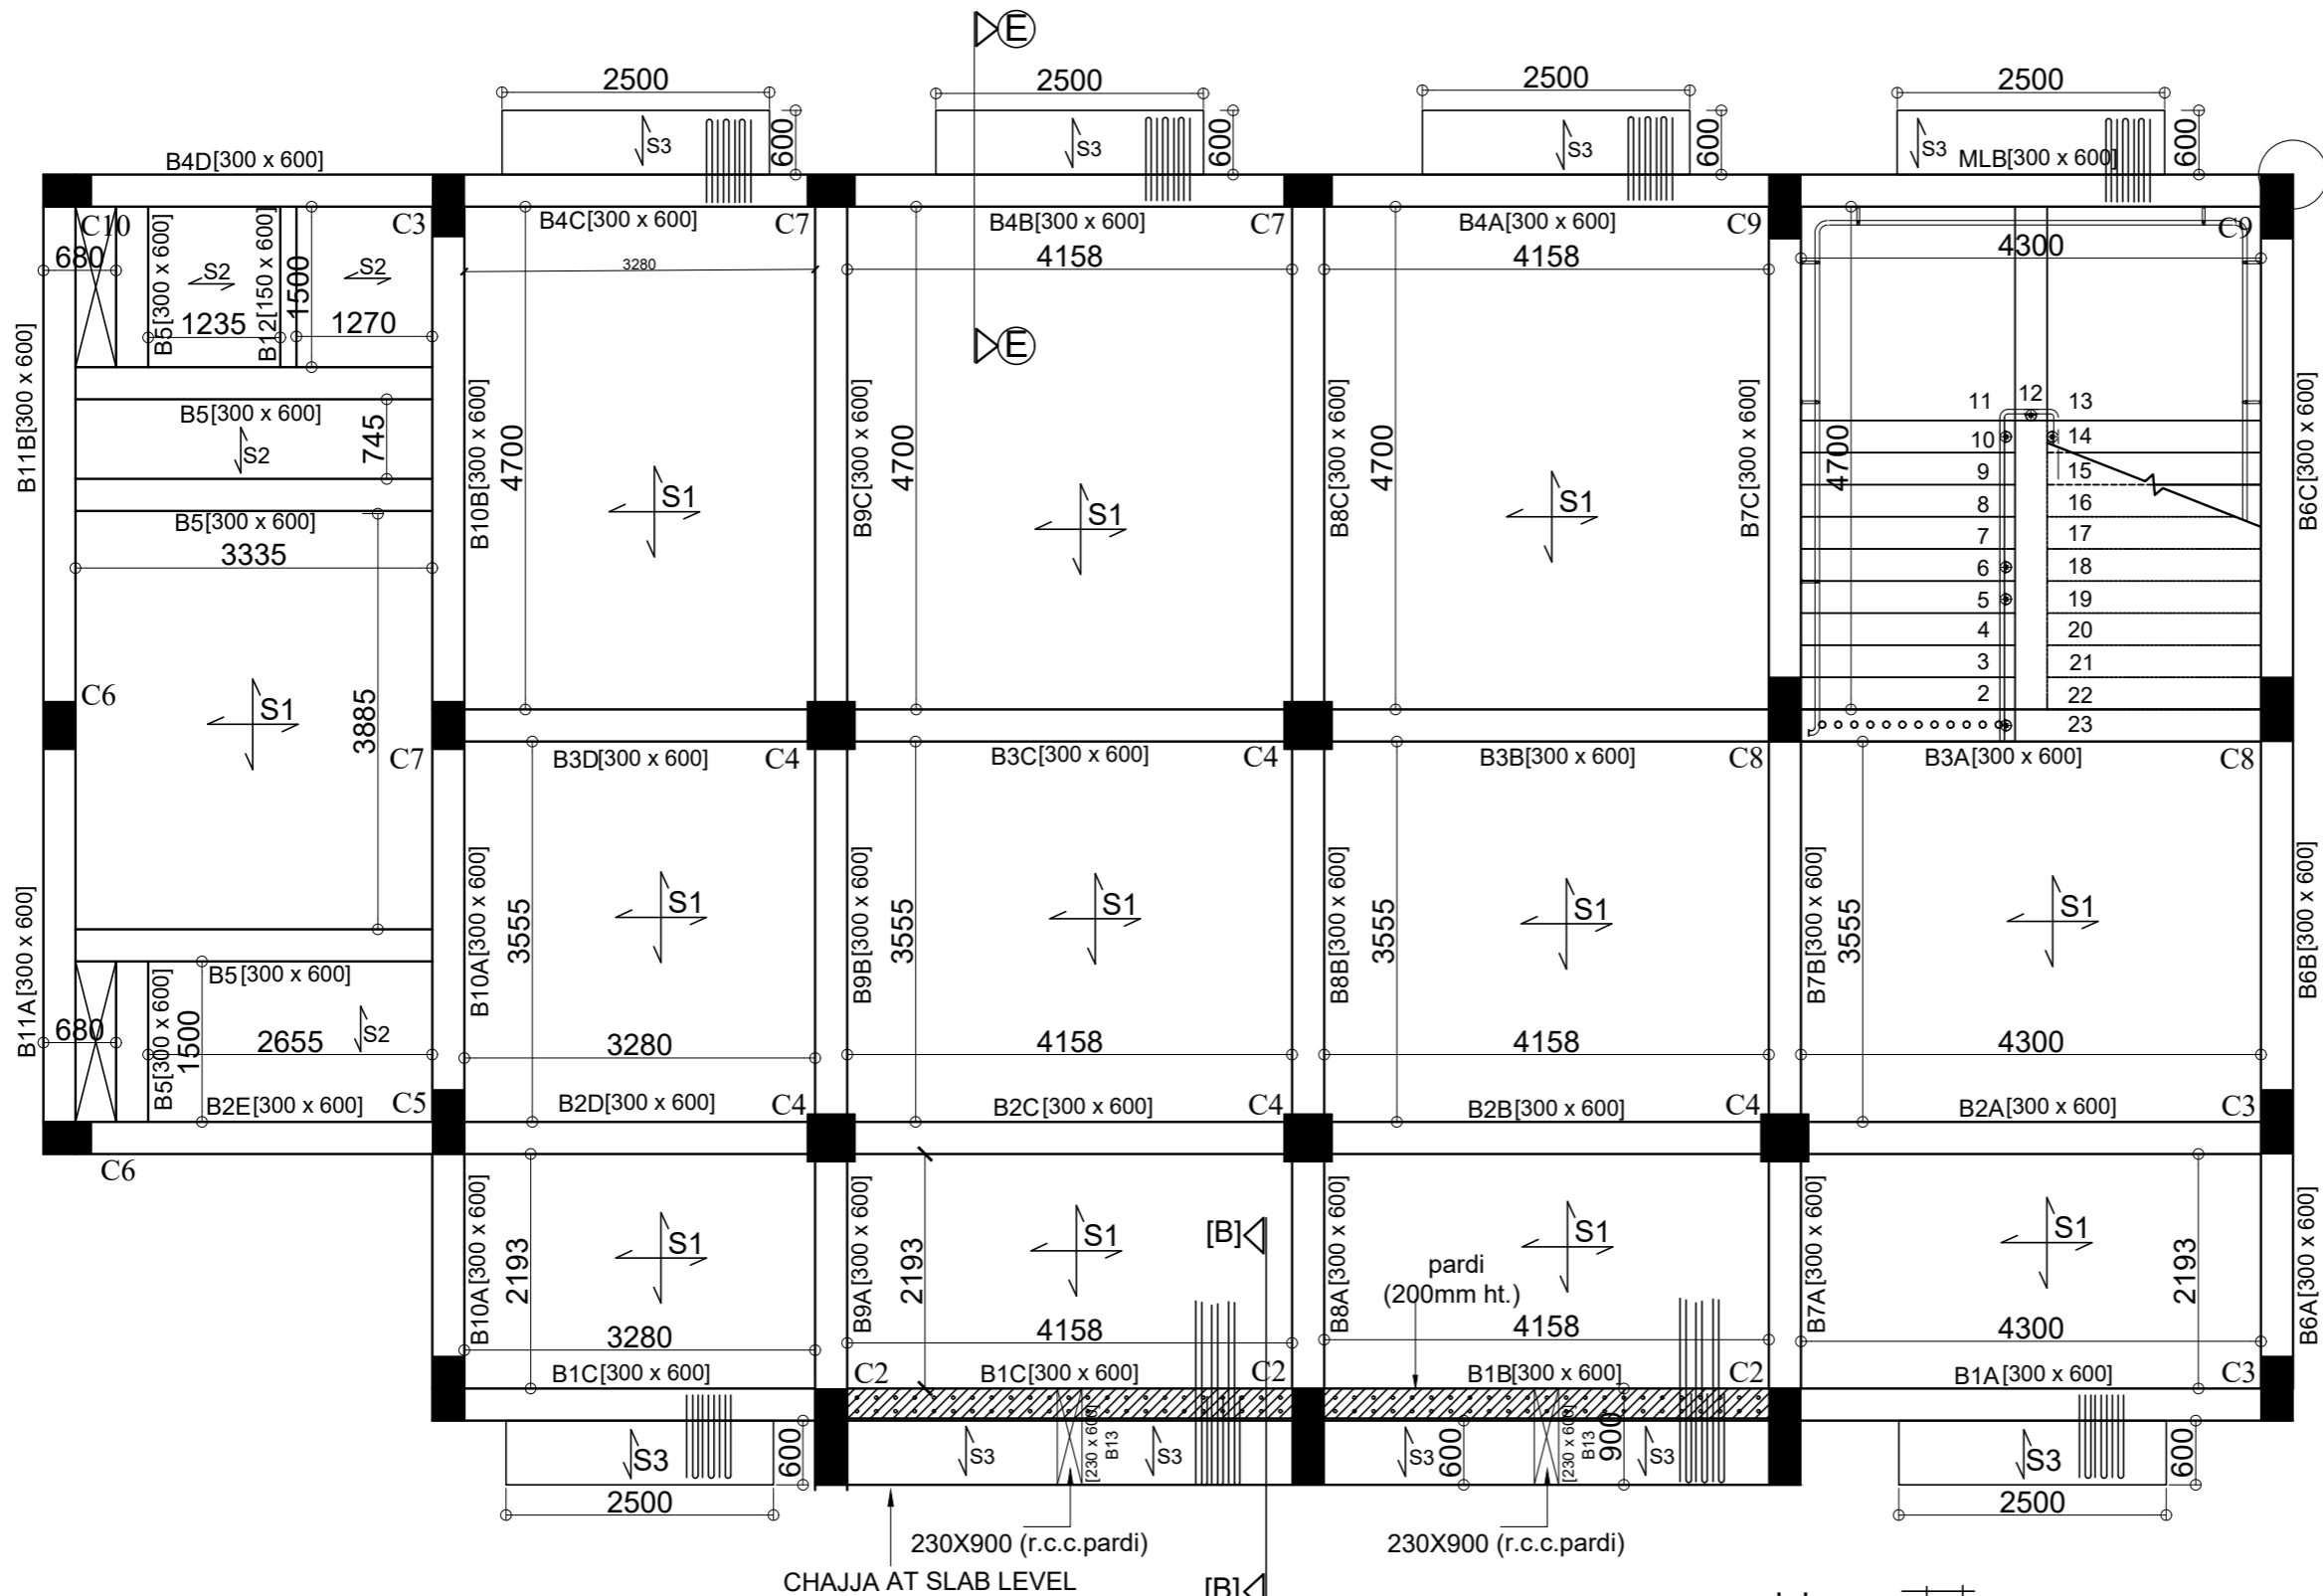 E
2500
2500
2500
2500
600
600
600
600
S3
S3
S3
S3
B4D[300 x 600]
MLB[300 x 600]
C10
C3
B4C[300 x 600]
C7
B4B[300 x 600]
C7
B4A[300 x 600]
C9
C9
680
3280
4158
4158
4300
B5[300 x 600]
S2
B12[150 x 600]
1500
S2
1235
1270
E
B11B[300 x 600]
B5[300 x 600]
745
S2
B5[300 x 600]
3335
B10B[300 x 600]
4700
B9C[300 x 600]
4700
B8C[300 x 600]
4700
B7C[300 x 600]
4700
B6C[300 x 600]
11
12
13
10
14
9
15
8
16
7
17
6
18
5
19
4
20
3
21
2
22
23
S1
S1
S1
C6
S1
3885
C7
B3D[300 x 600]
C4
B3C[300 x 600]
C4
B3B[300 x 600]
C8
B3A[300 x 600]
C8
B11A[300 x 600]
B10A[300 x 600]
3555
S1
B9B[300 x 600]
3555
S1
B8B[300 x 600]
3555
S1
B7B[300 x 600]
3555
S1
B6B[300 x 600]
B5[300 x 600]
680
B5[300 x 600]
1500
2655
S2
3280
4158
4158
4300
B2E[300 x 600]
C5
B2D[300 x 600]
C4
B2C[300 x 600]
C4
B2B[300 x 600]
C4
B2A[300 x 600]
C3
C6
B10A[300 x 600]
2193
S1
B9A[300 x 600]
2193
S1
[B]
B8A[300 x 600]
pardi
(200mm ht.)
S1
B7A[300 x 600]
S1
2193
B6A[300 x 600]
3280
4158
4158
4300
B1C[300 x 600]
C2
B1C[300 x 600]
C2
B1B[300 x 600]
C2
B1A[300 x 600]
C3
S3
600
S3
[230 x 600]
B13
S3
S3
600
[230 x 600]
B13
900
S3
S3
600
2500
2500
230X900 (r.c.c.pardi)
230X900 (r.c.c.pardi)
CHAJJA AT SLAB LEVEL
[B]